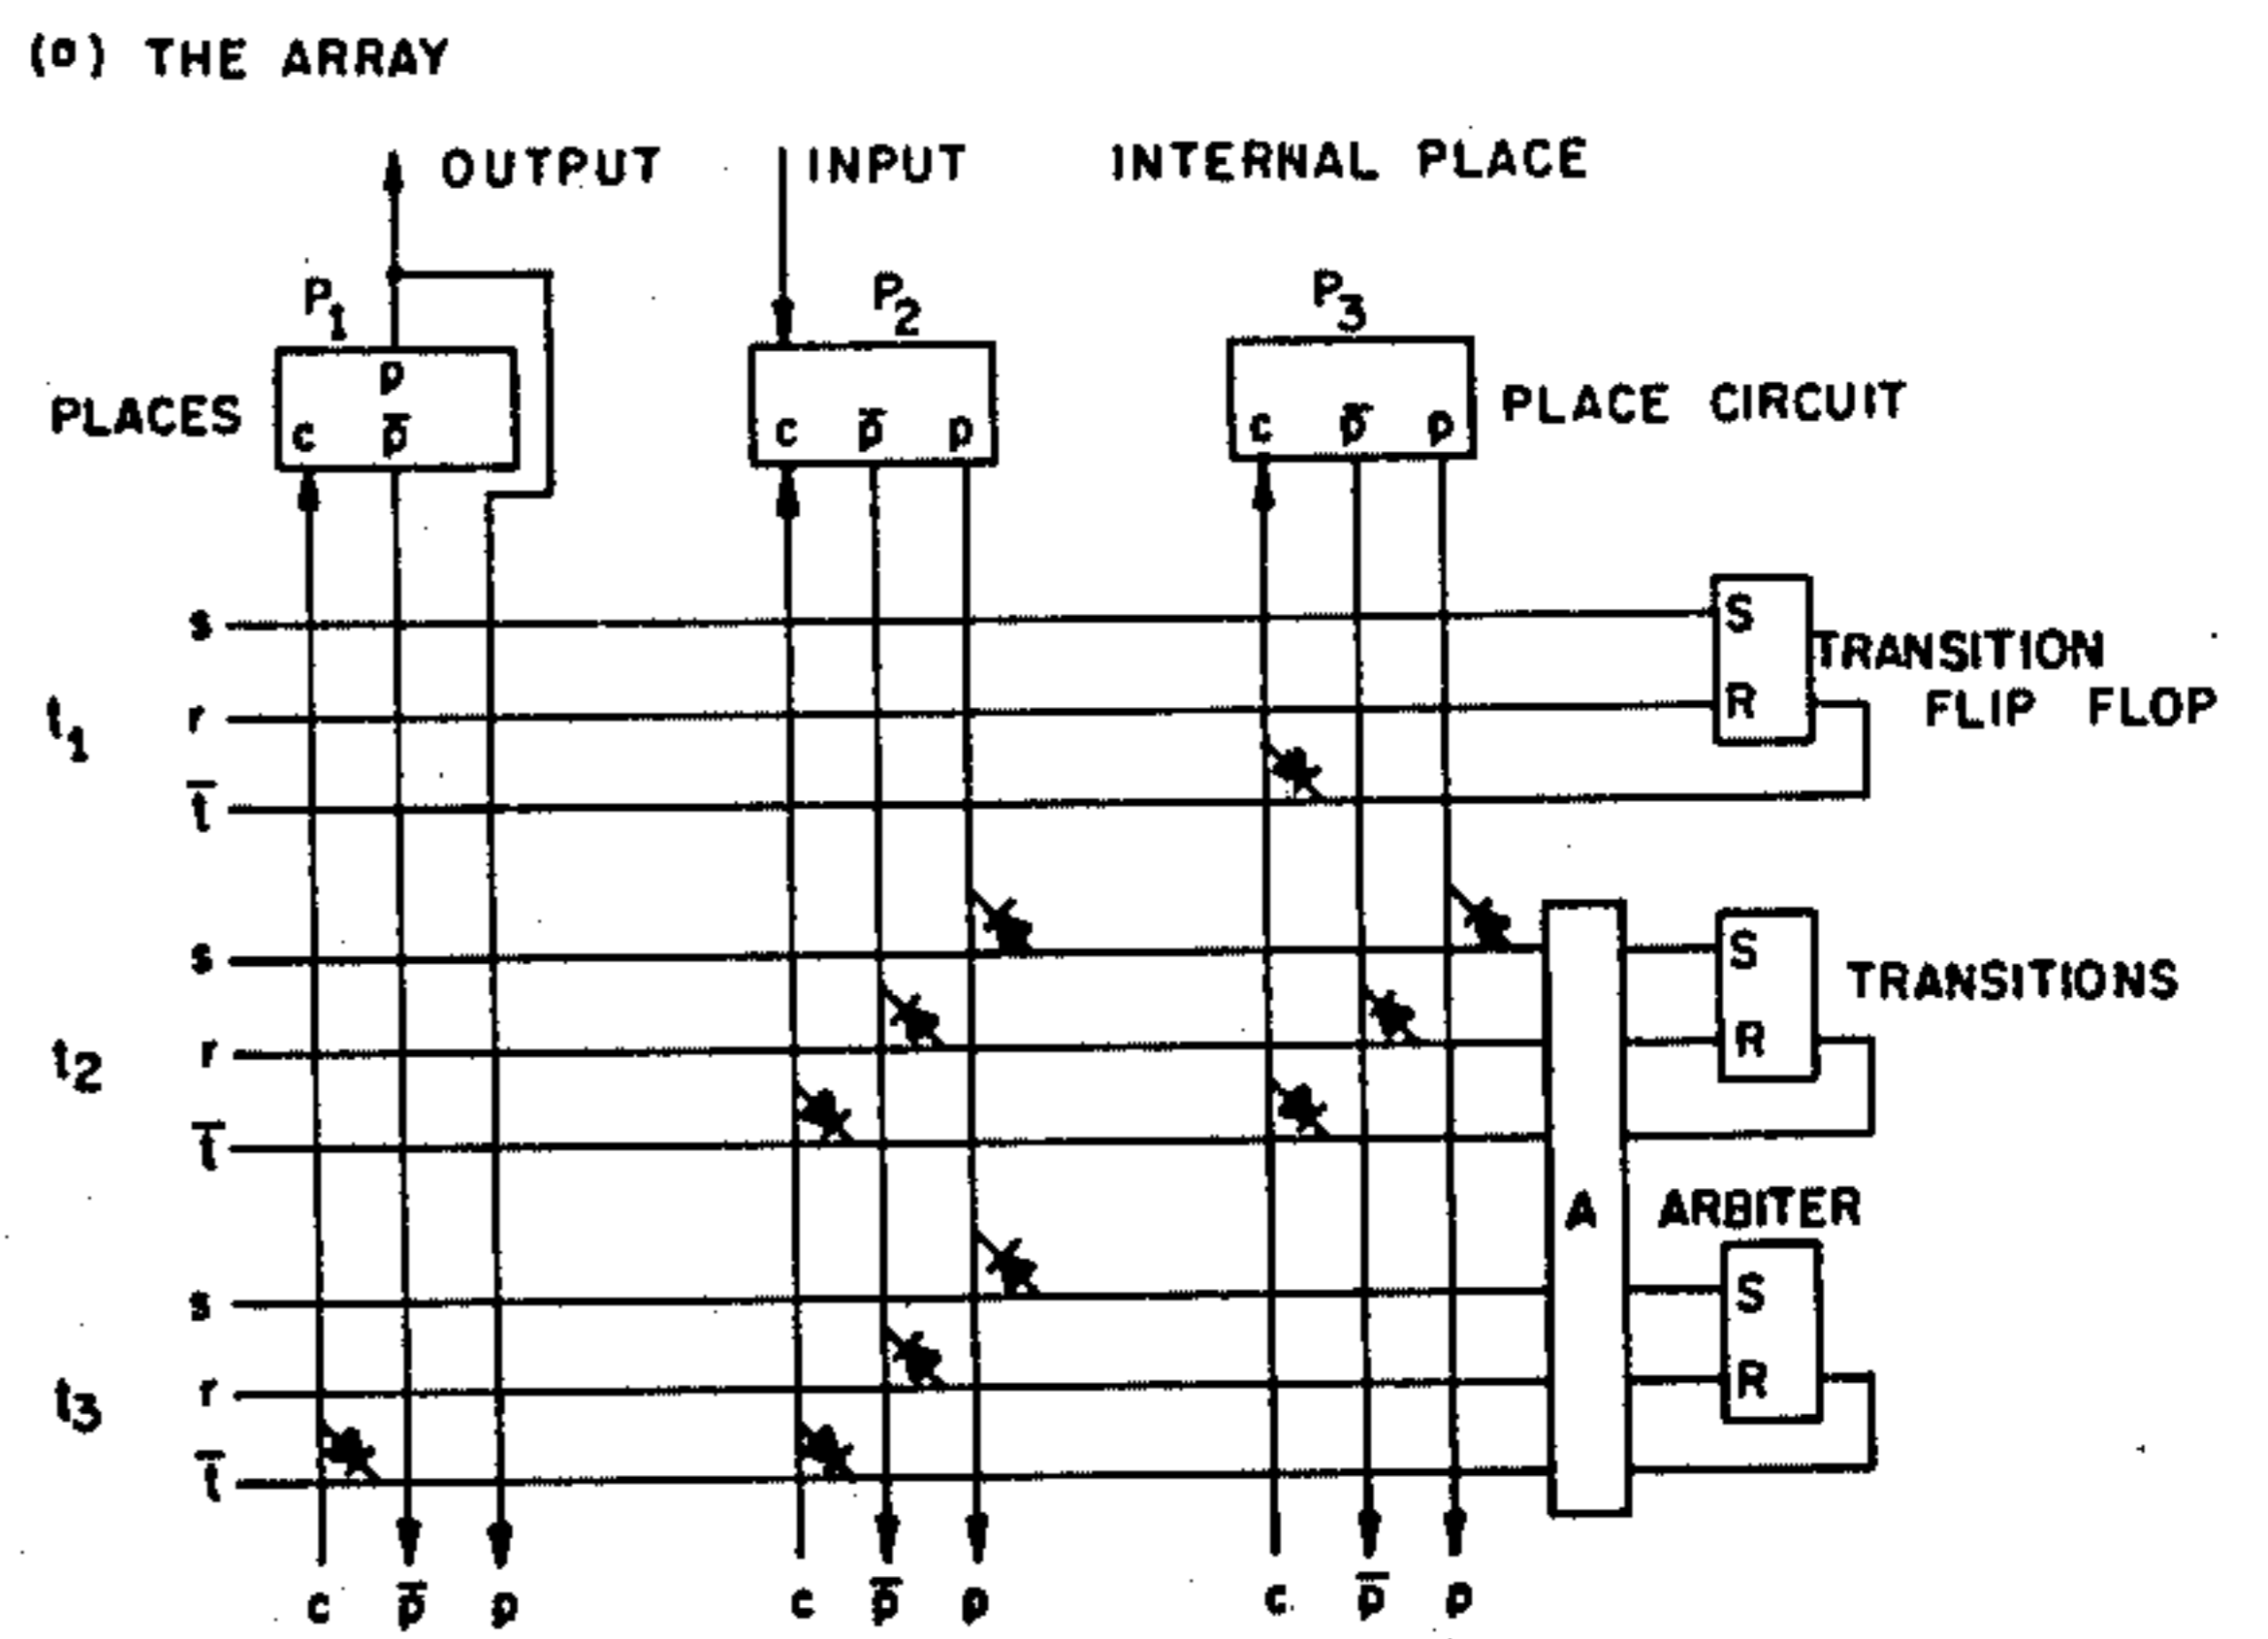 (a) THE ARRAY
OUTPUT INPUT INTERNAL PLACE
P1 P2 P3
PLACES p PLACE CIRCUIT
c p̅ c p̅ p c p̅ p
s S
TRANSITION
t1 r R FLIP FLOP
t̅
s S TRANSITIONS
t2 r R
t̅
A ARBITER
s S
t3 r R
t̅
c p̅ p c p̅ p c p̅ p